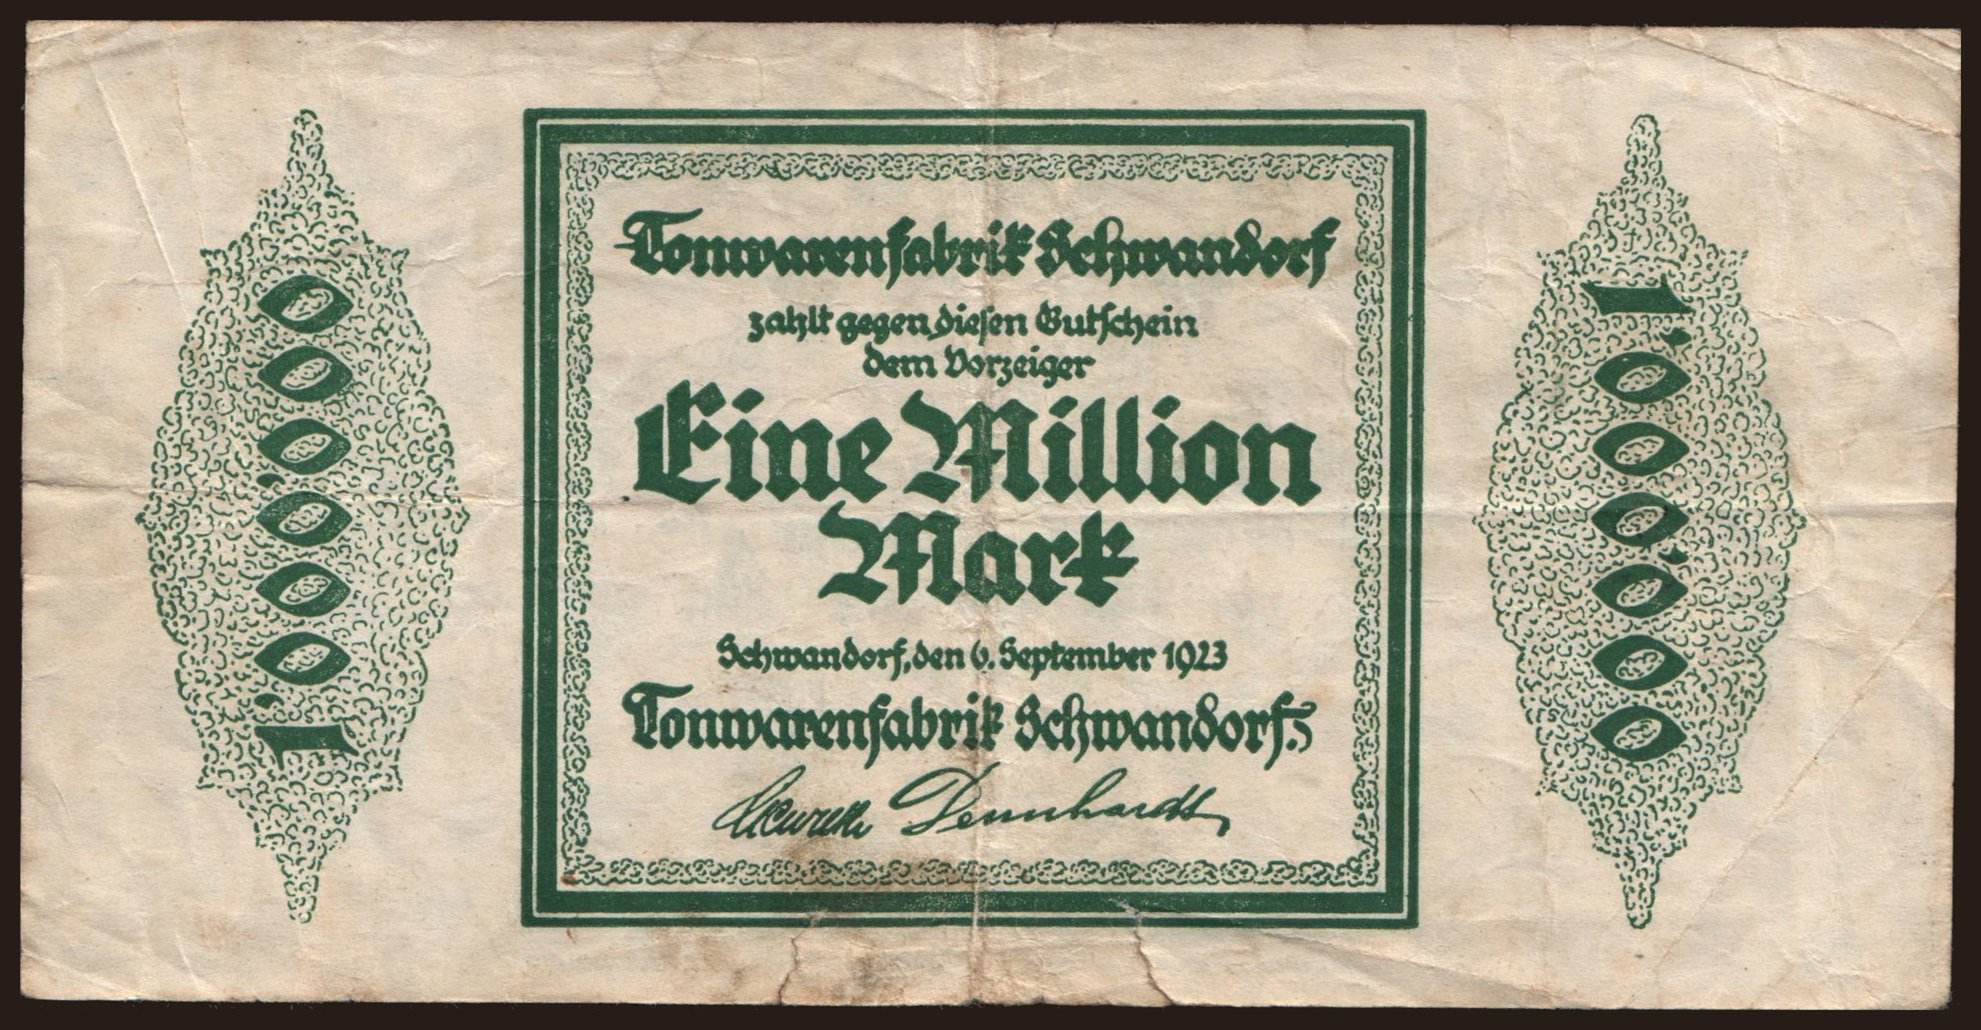 1'000'000
Tonwarenfabrik Schwandorf
zahlt gegen diesen Gutschein
dem Vorzeiger
Eine Million
Mark
Schwandorf, den 6. September 1923
Tonwarenfabrik Schwandorf.
Dennhardt
1'000'000